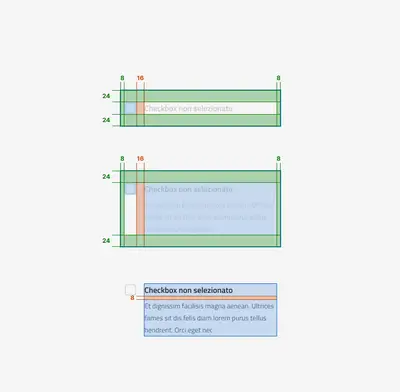 8 16 8
24
Checkbox non selezionato
24
8 16 8
24
Checkbox non selezionato
24
Checkbox non selezionato
8
Et dignissim facilisis magna aenean. Ultrices
fames sit dis felis diam lorem purus tellus
hendrerit. Orci eget nec